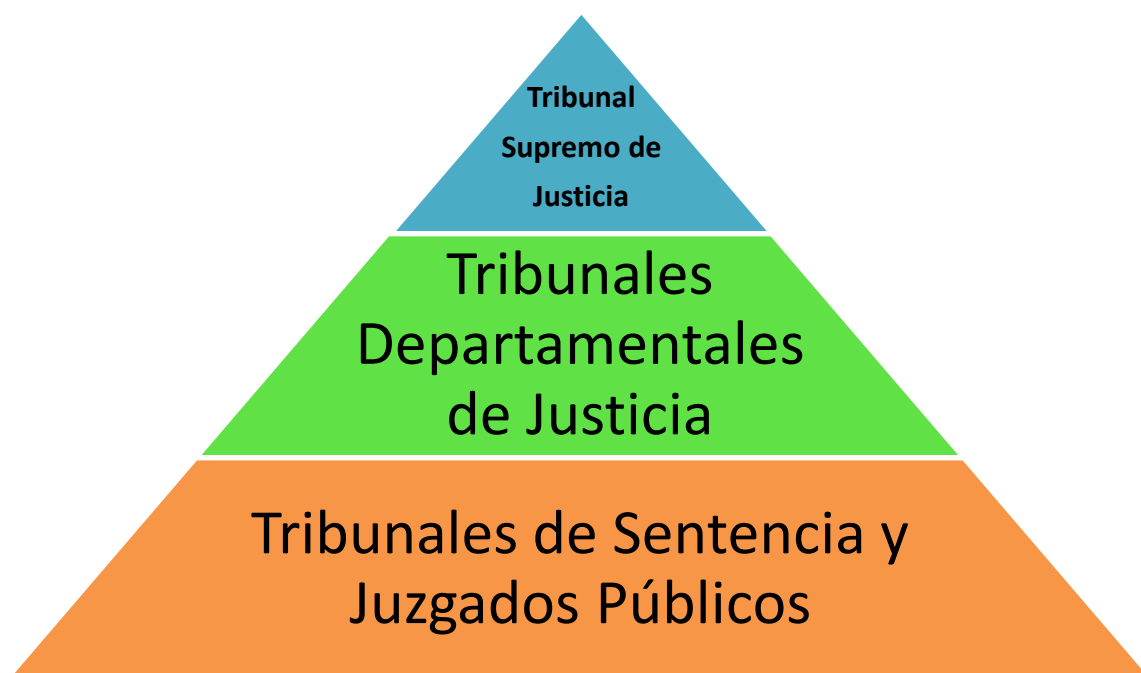 Tribunal
Supremo de
Justicia
Tribunales
Departamentales
de Justicia
Tribunales de Sentencia y
Juzgados Públicos